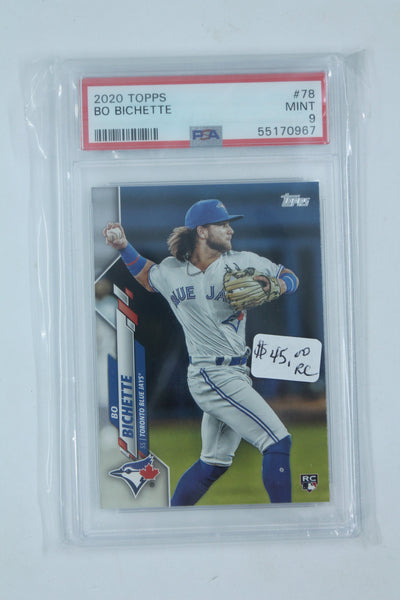 2020 TOPPS #78
BO BICHETTE MINT
9
PSA 55170967
Topps
BLUE JA
$45.00
RC
BO
BICHETTE
SS | TORONTO BLUE JAYS
RC